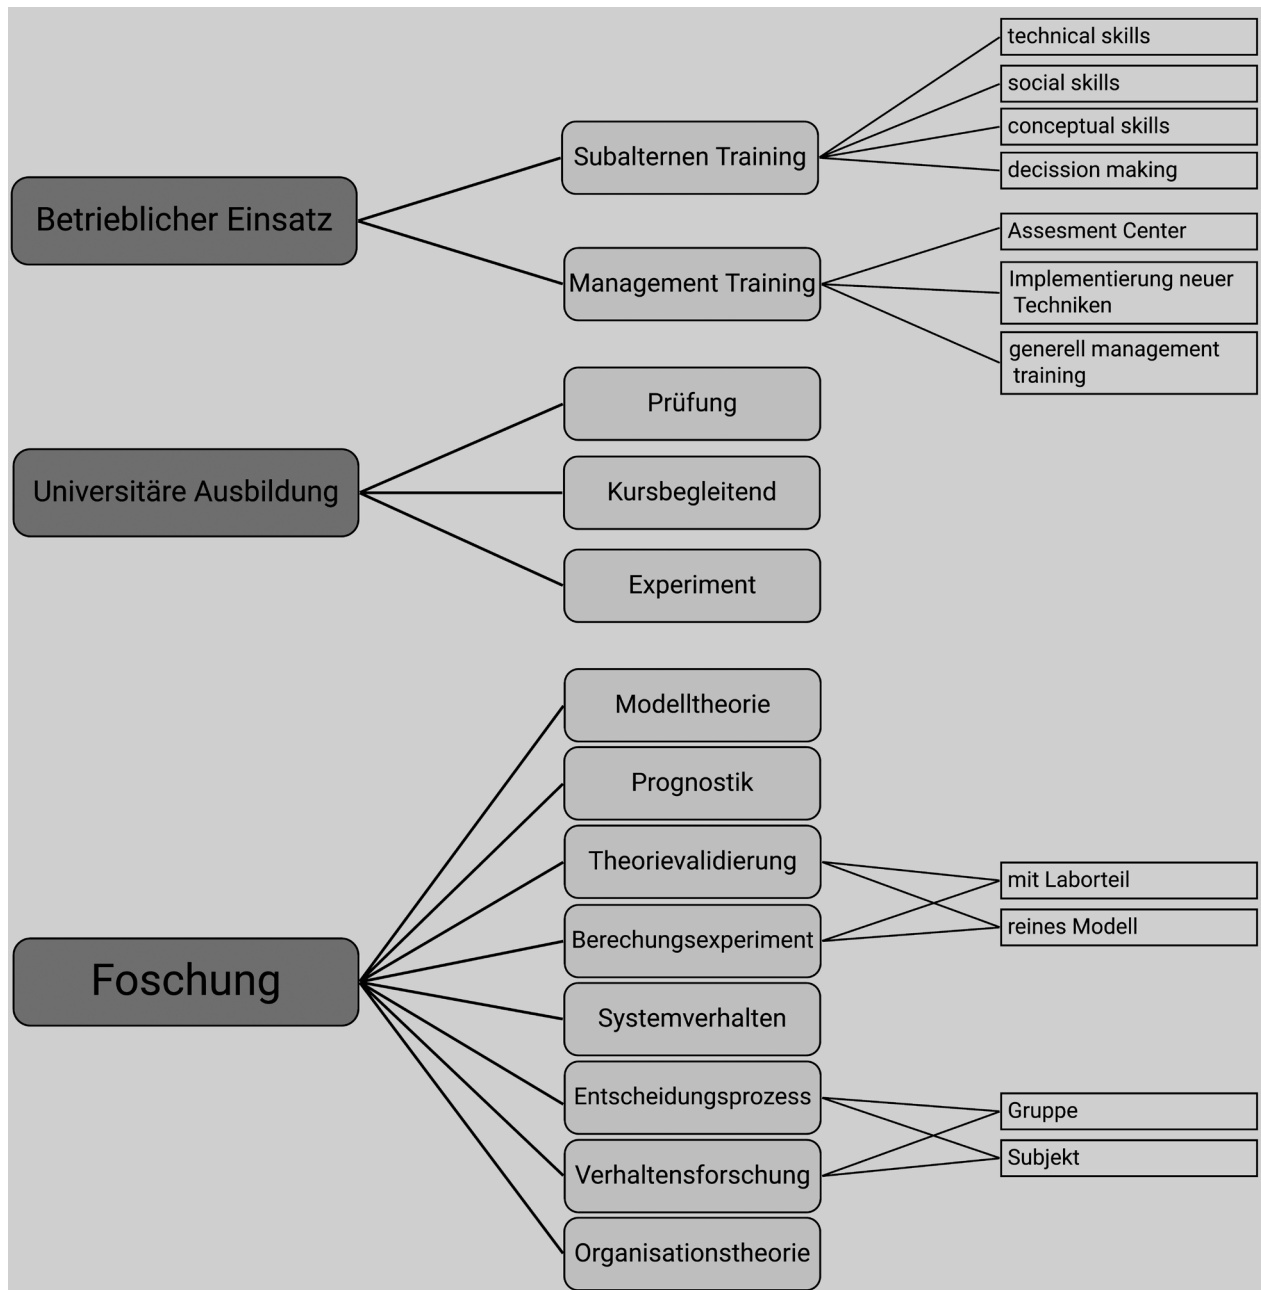 Betrieblicher Einsatz
Subalternen Training
technical skills
social skills
conceptual skills
decission making
Management Training
Assesment Center
Implementierung neuer
Techniken
generell management
training
Universitäre Ausbildung
Prüfung
Kursbegleitend
Experiment
Foschung
Modelltheorie
Prognostik
Theorievalidierung
Berechungsexperiment
mit Laborteil
reines Modell
Systemverhalten
Entscheidungsprozess
Verhaltensforschung
Gruppe
Subjekt
Organisationstheorie